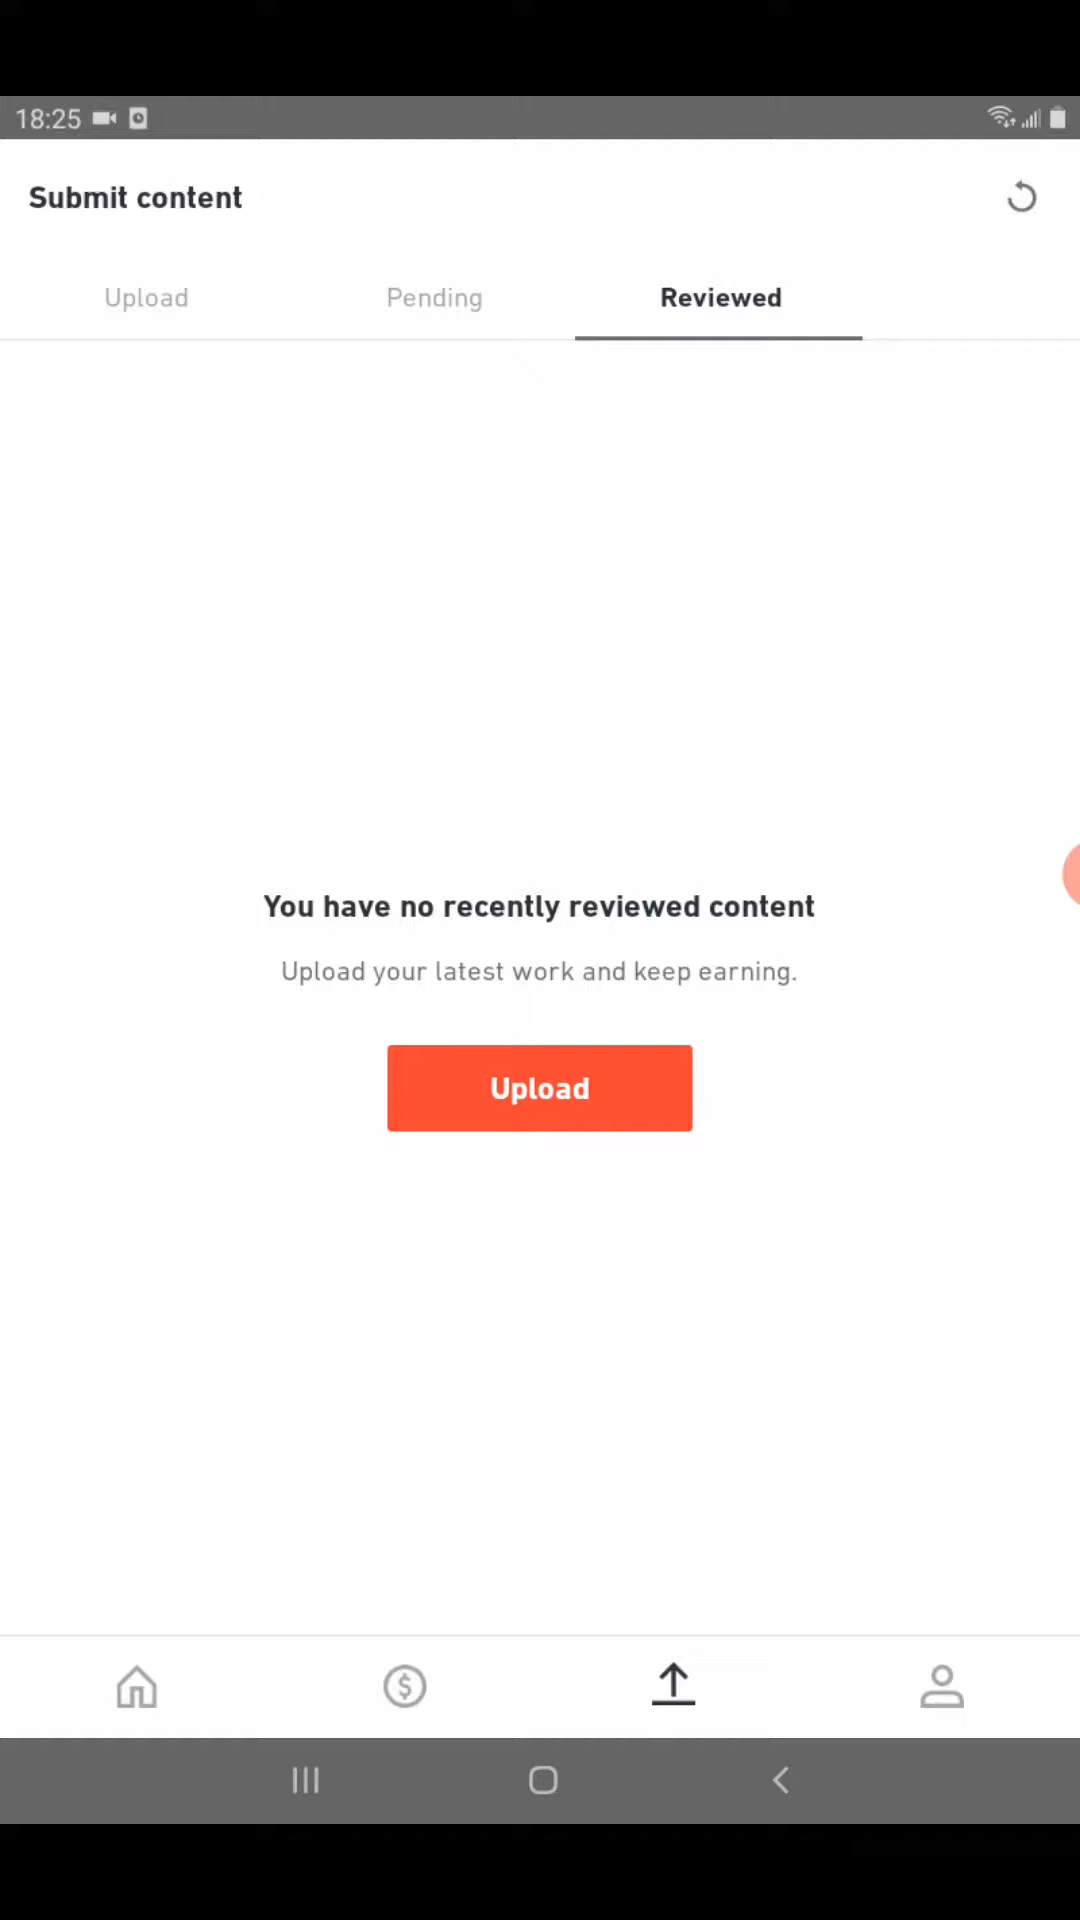 18:25
Submit content
Upload
Pending
Reviewed
You have no recently reviewed content
Upload your latest work and keep earning.
Upload